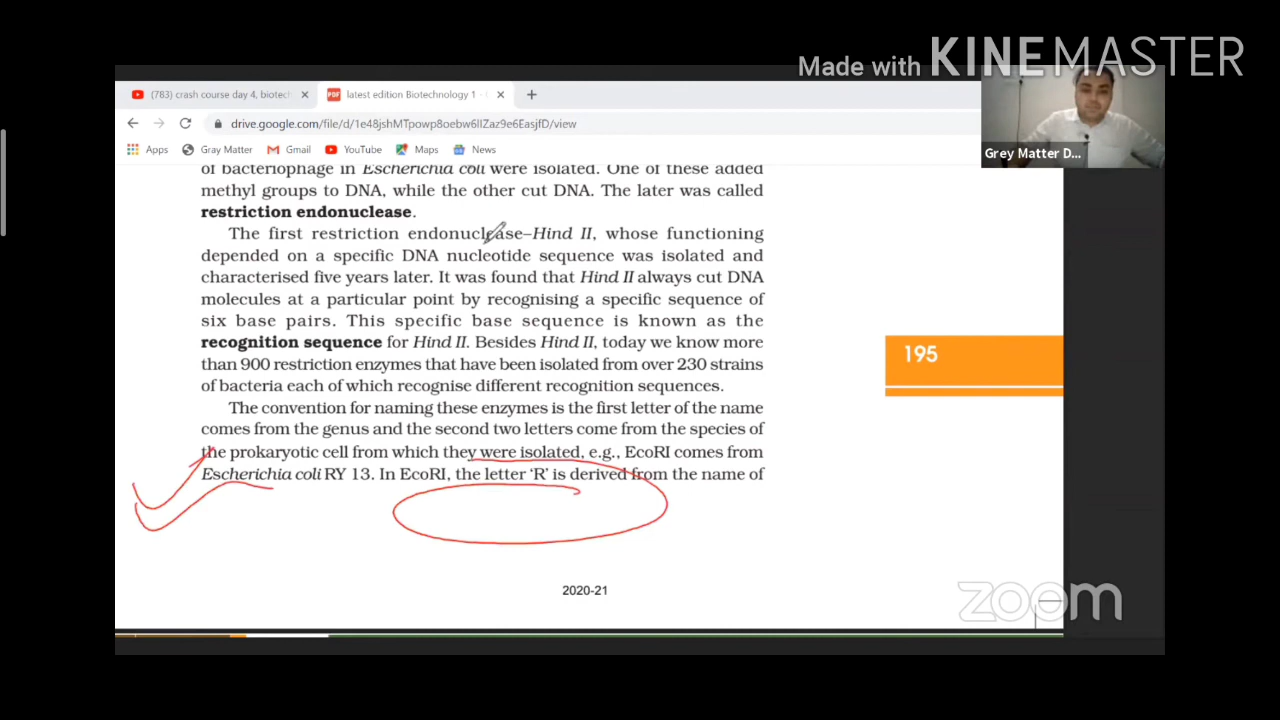 Made with KINEMASTER
(783) crash course day 4, biotech
latest edition Biotechnology 1 -
drive.google.com/file/d/1e48jshMTpowp8oebw6IIZaz9e6EasjfD/view
Apps Gray Matter Gmail YouTube Maps News
Grey Matter D...
of bacteriophage in Escherichia coli were isolated. One of these added
methyl groups to DNA, while the other cut DNA. The later was called
restriction endonuclease.
The first restriction endonuclease–Hind II, whose functioning
depended on a specific DNA nucleotide sequence was isolated and
characterised five years later. It was found that Hind II always cut DNA
molecules at a particular point by recognising a specific sequence of
six base pairs. This specific base sequence is known as the
recognition sequence for Hind II. Besides Hind II, today we know more
than 900 restriction enzymes that have been isolated from over 230 strains
of bacteria each of which recognise different recognition sequences.
The convention for naming these enzymes is the first letter of the name
comes from the genus and the second two letters come from the species of
the prokaryotic cell from which they were isolated, e.g., EcoRI comes from
Escherichia coli RY 13. In EcoRI, the letter ‘R’ is derived from the name of
195
2020-21
zoom